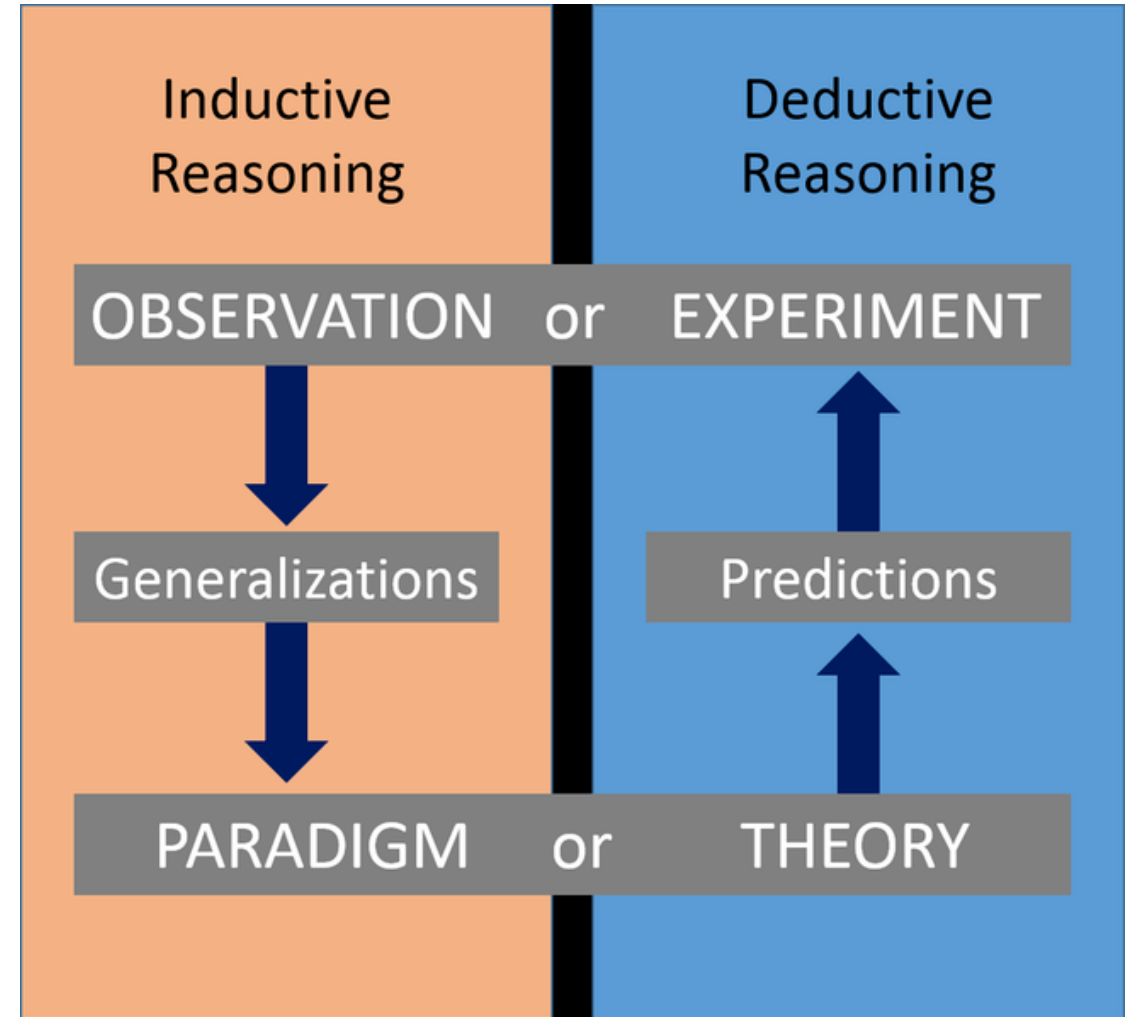 Inductive
Reasoning
Deductive
Reasoning
OBSERVATION or EXPERIMENT
Generalizations
Predictions
PARADIGM or THEORY